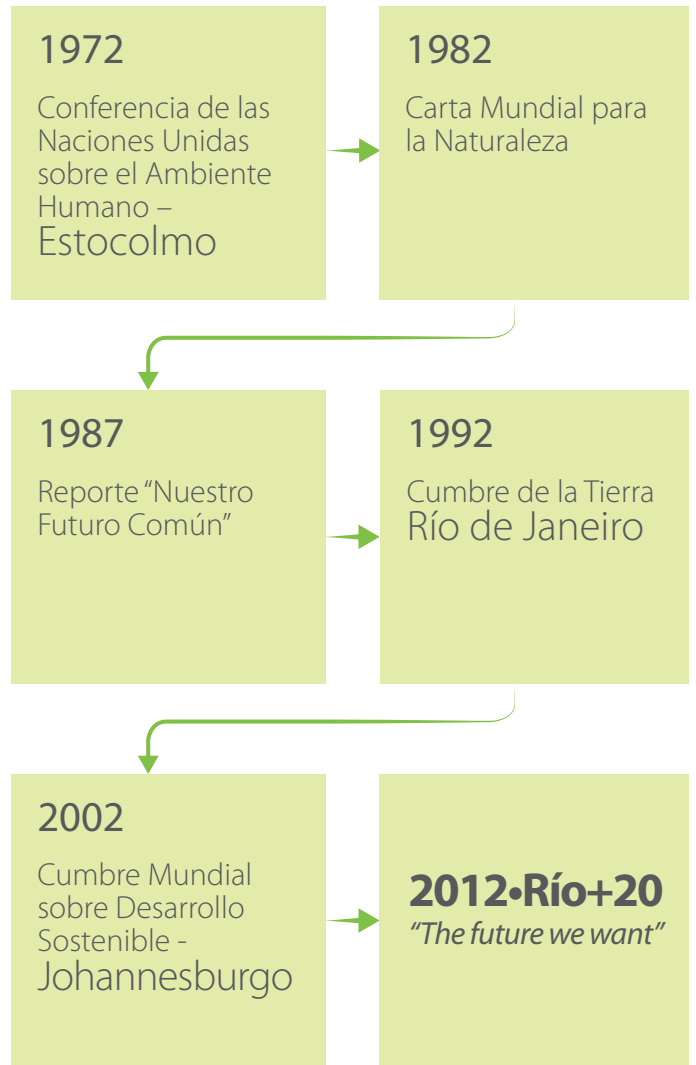 1972
Conferencia de las
Naciones Unidas
sobre el Ambiente
Humano –
Estocolmo
1982
Carta Mundial para
la Naturaleza
1987
Reporte “Nuestro
Futuro Común”
1992
Cumbre de la Tierra
Río de Janeiro
2002
Cumbre Mundial
sobre Desarrollo
Sostenible -
Johannesburgo
2012•Río+20
“The future we want”